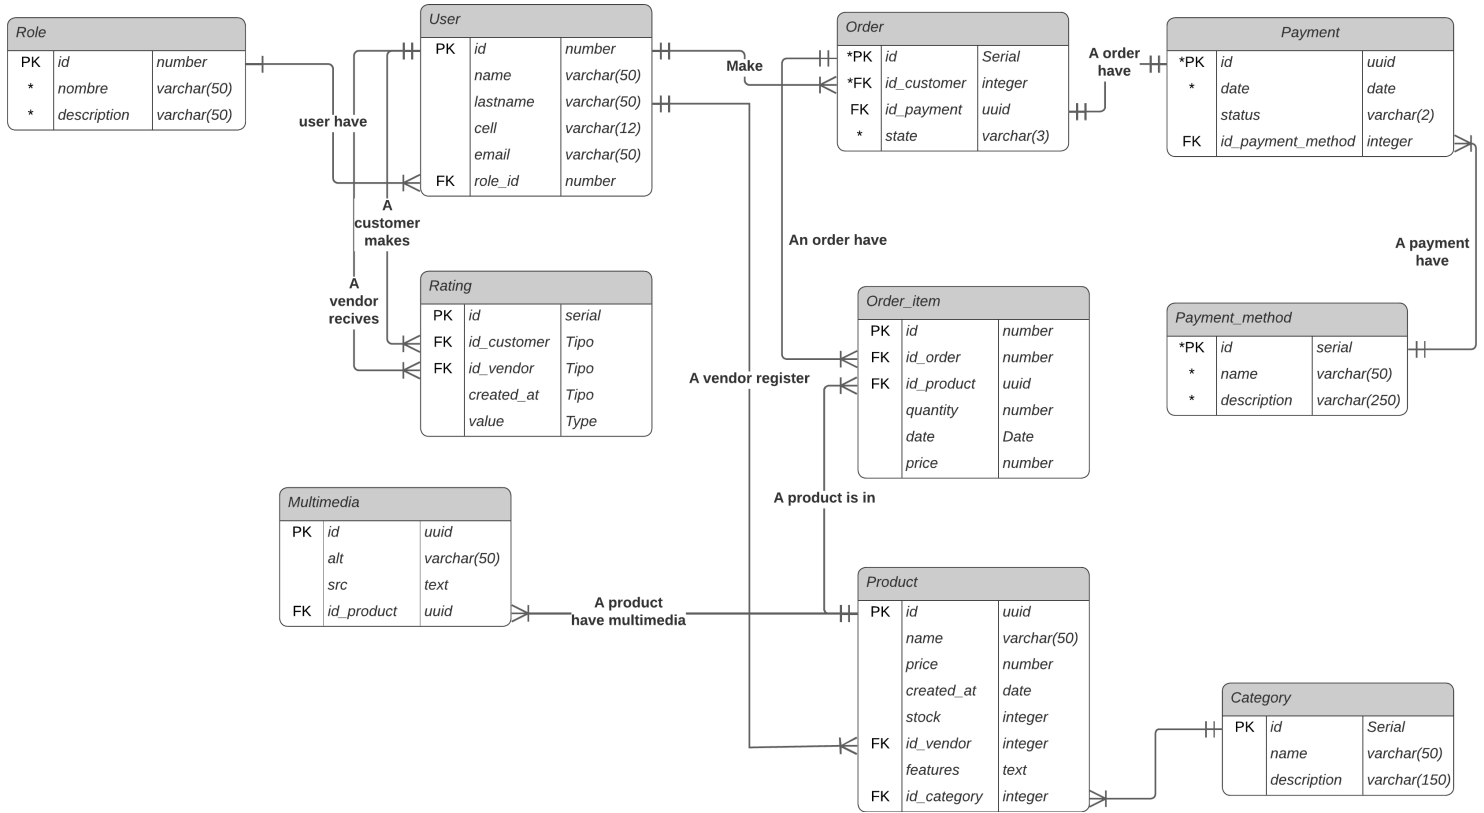 Role
PK id number
* nombre varchar(50)
* description varchar(50)
User
PK id number
name varchar(50)
lastname varchar(50)
cell varchar(12)
email varchar(50)
FK role_id number
Order
*PK id Serial
*FK id_customer integer
FK id_payment uuid
* state varchar(3)
Payment
*PK id uuid
* date date
status varchar(2)
FK id_payment_method integer
user have
Make
A order
have
A
customer
makes
A
vendor
recives
An order have
A payment
have
Rating
PK id serial
FK id_customer Tipo
FK id_vendor Tipo
created_at Tipo
value Type
A vendor register
Order_item
PK id number
FK id_order number
FK id_product uuid
quantity number
date Date
price number
Payment_method
*PK id serial
* name varchar(50)
* description varchar(250)
A product is in
Multimedia
PK id uuid
alt varchar(50)
src text
FK id_product uuid
A product
have multimedia
Product
PK id uuid
name varchar(50)
price number
created_at date
stock integer
FK id_vendor integer
features text
FK id_category integer
Category
PK id Serial
name varchar(50)
description varchar(150)